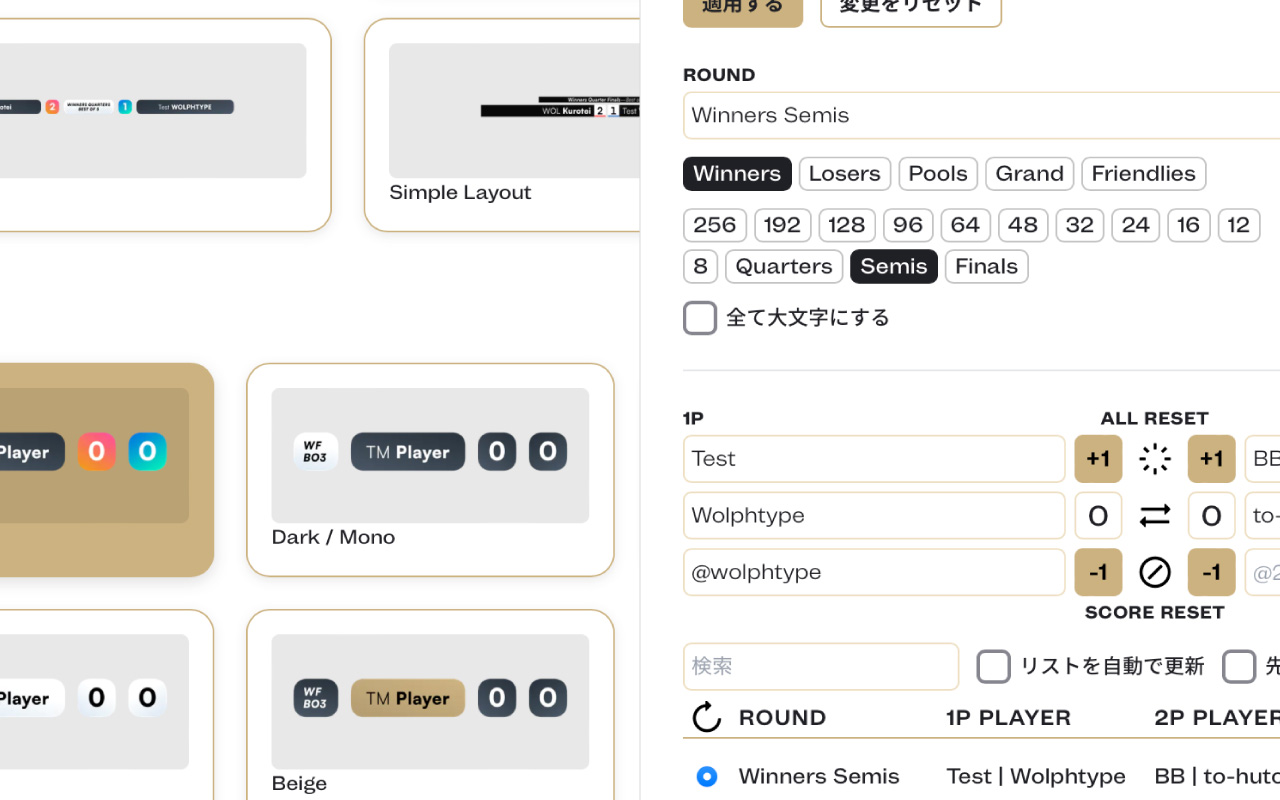 otei 2 WINNERS QUARTERS BEST OF 5 1 Test WOLPHTYPE
Winners Quarter Finals
WOL Kurotei 2 1 Test
Simple Layout
Player 0 0
WF BO3 TM Player 0 0
Dark / Mono
Player 0 0
WF BO3 TM Player 0 0
Beige
適用する 変更をリセット
ROUND
Winners Semis
Winners Losers Pools Grand Friendlies
256 192 128 96 64 48 32 24 16 12
8 Quarters Semis Finals
全て大文字にする
1P ALL RESET
Test +1 +1 BB
Wolphtype 0 0 to-
@wolphtype -1 -1 @2
SCORE RESET
検索 リストを自動で更新 先
ROUND 1P PLAYER 2P PLAYER
Winners Semis Test | Wolphtype BB | to-hutc